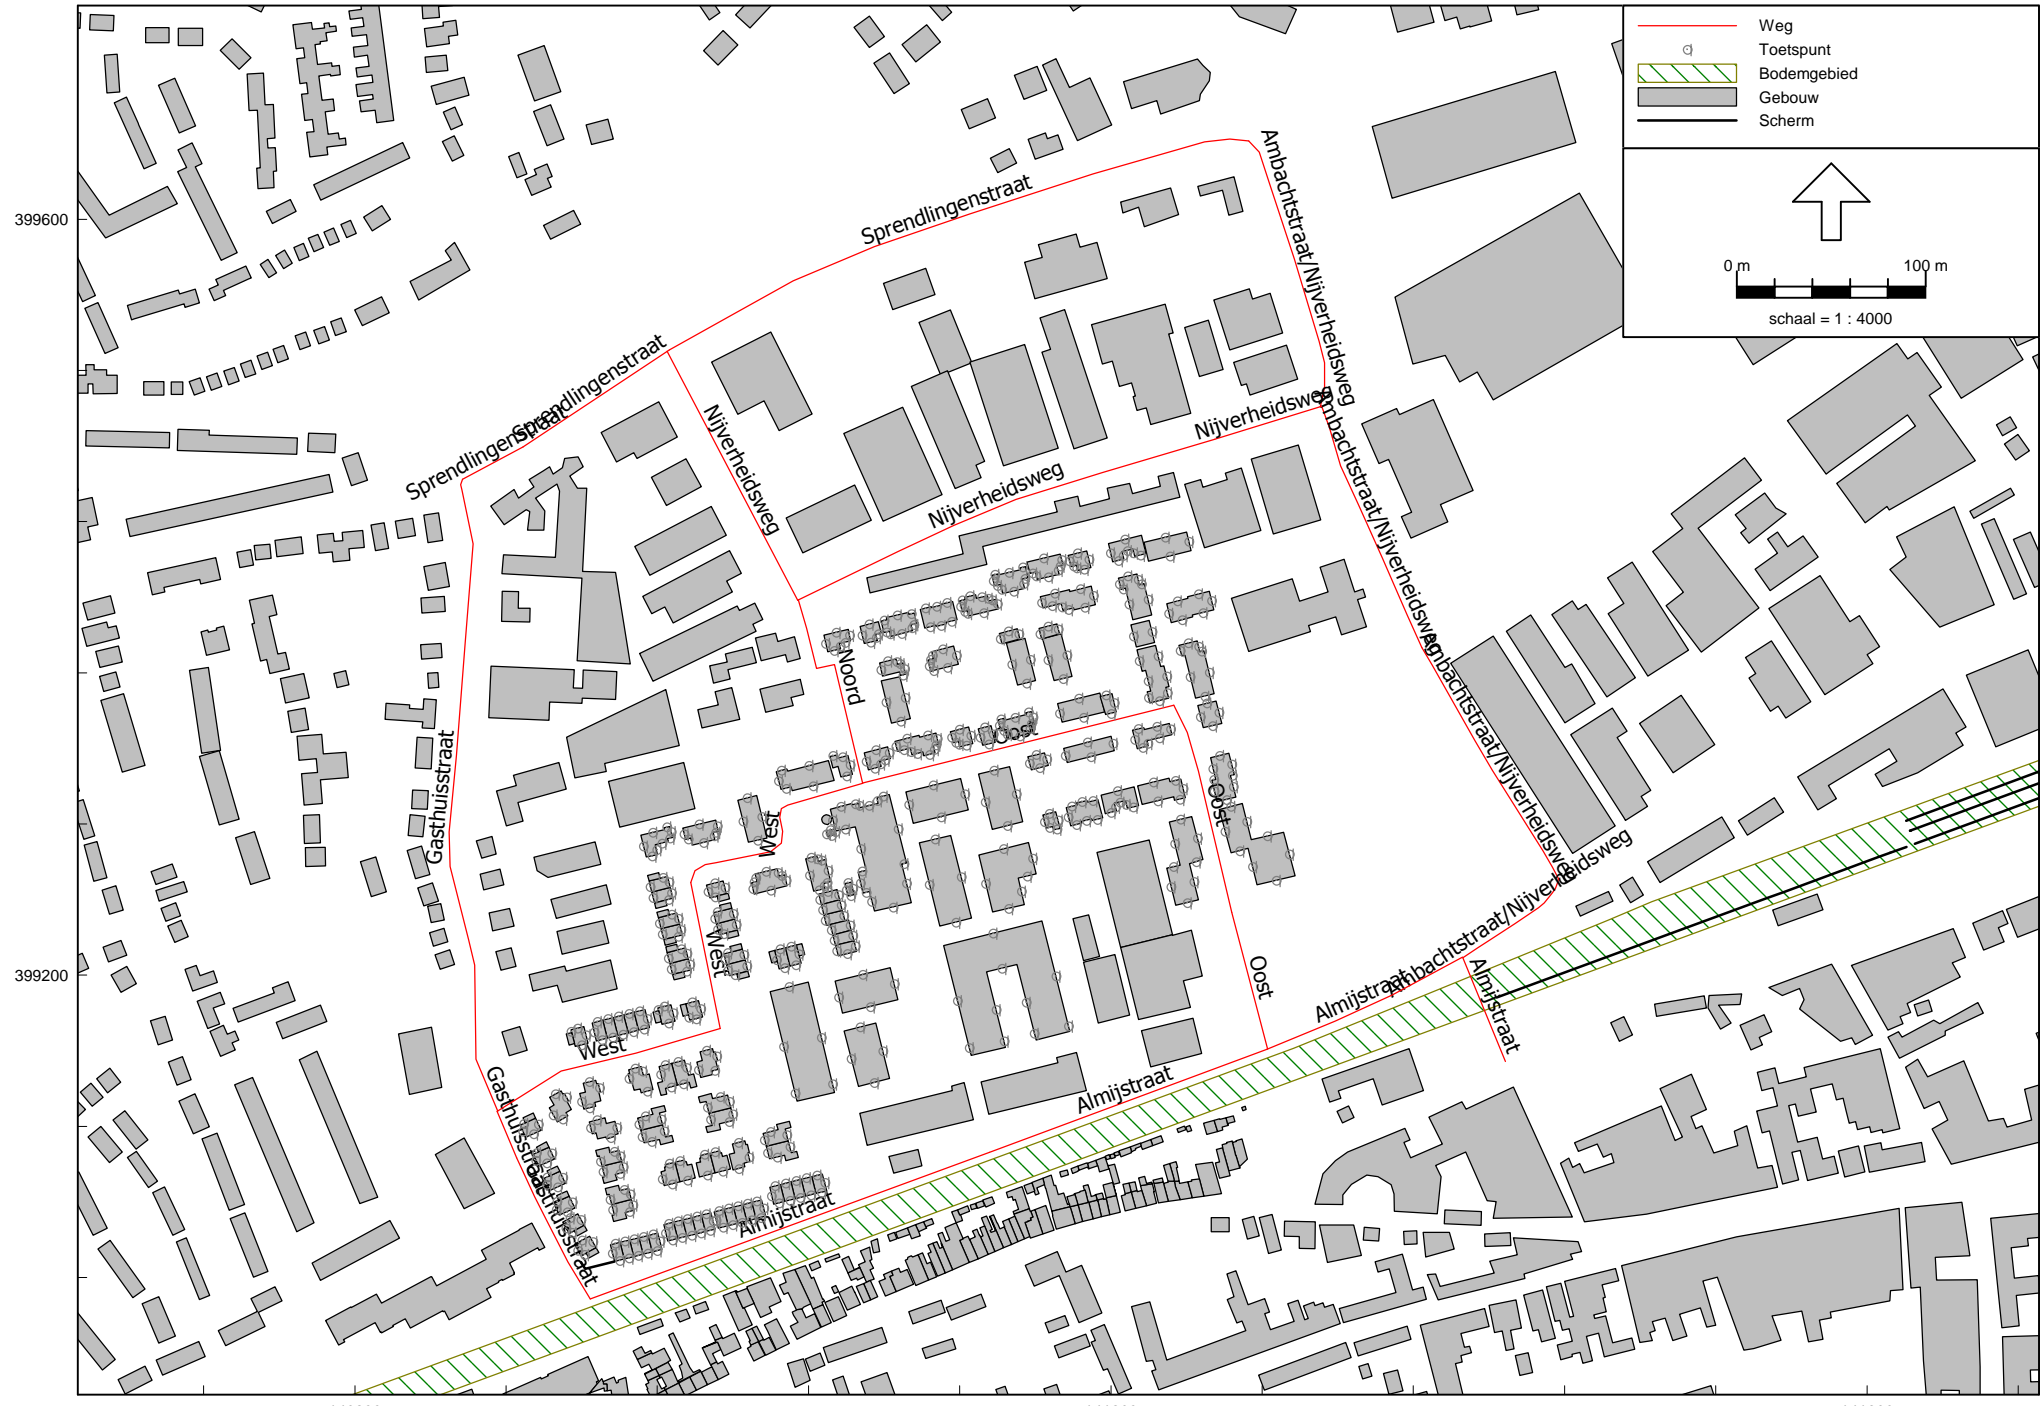 Weg
Toetspunt
Bodemgebied
Gebouw
Scherm
0 m
100 m
schaal = 1 : 4000
399600
399200
Sprendlingenstraat
Ambachtstraat/Nijverheidsweg
Sprendlingenstraat
Sprendlingenstraat
Nijverheidsweg
Nijverheidsweg
Nijverheidsweg
Ambachtstraat/Nijverheidsweg
Noord
Oost
Gasthuisstraat
West
Oost
Ambachtstraat/Nijverheidsweg
Ambachtstraat/Nijverheidsweg
West
Oost
Almijstraat
Almijstraat
West
Gasthuisstraat
Almijstraat
Gasthuisstraat
Almijstraat